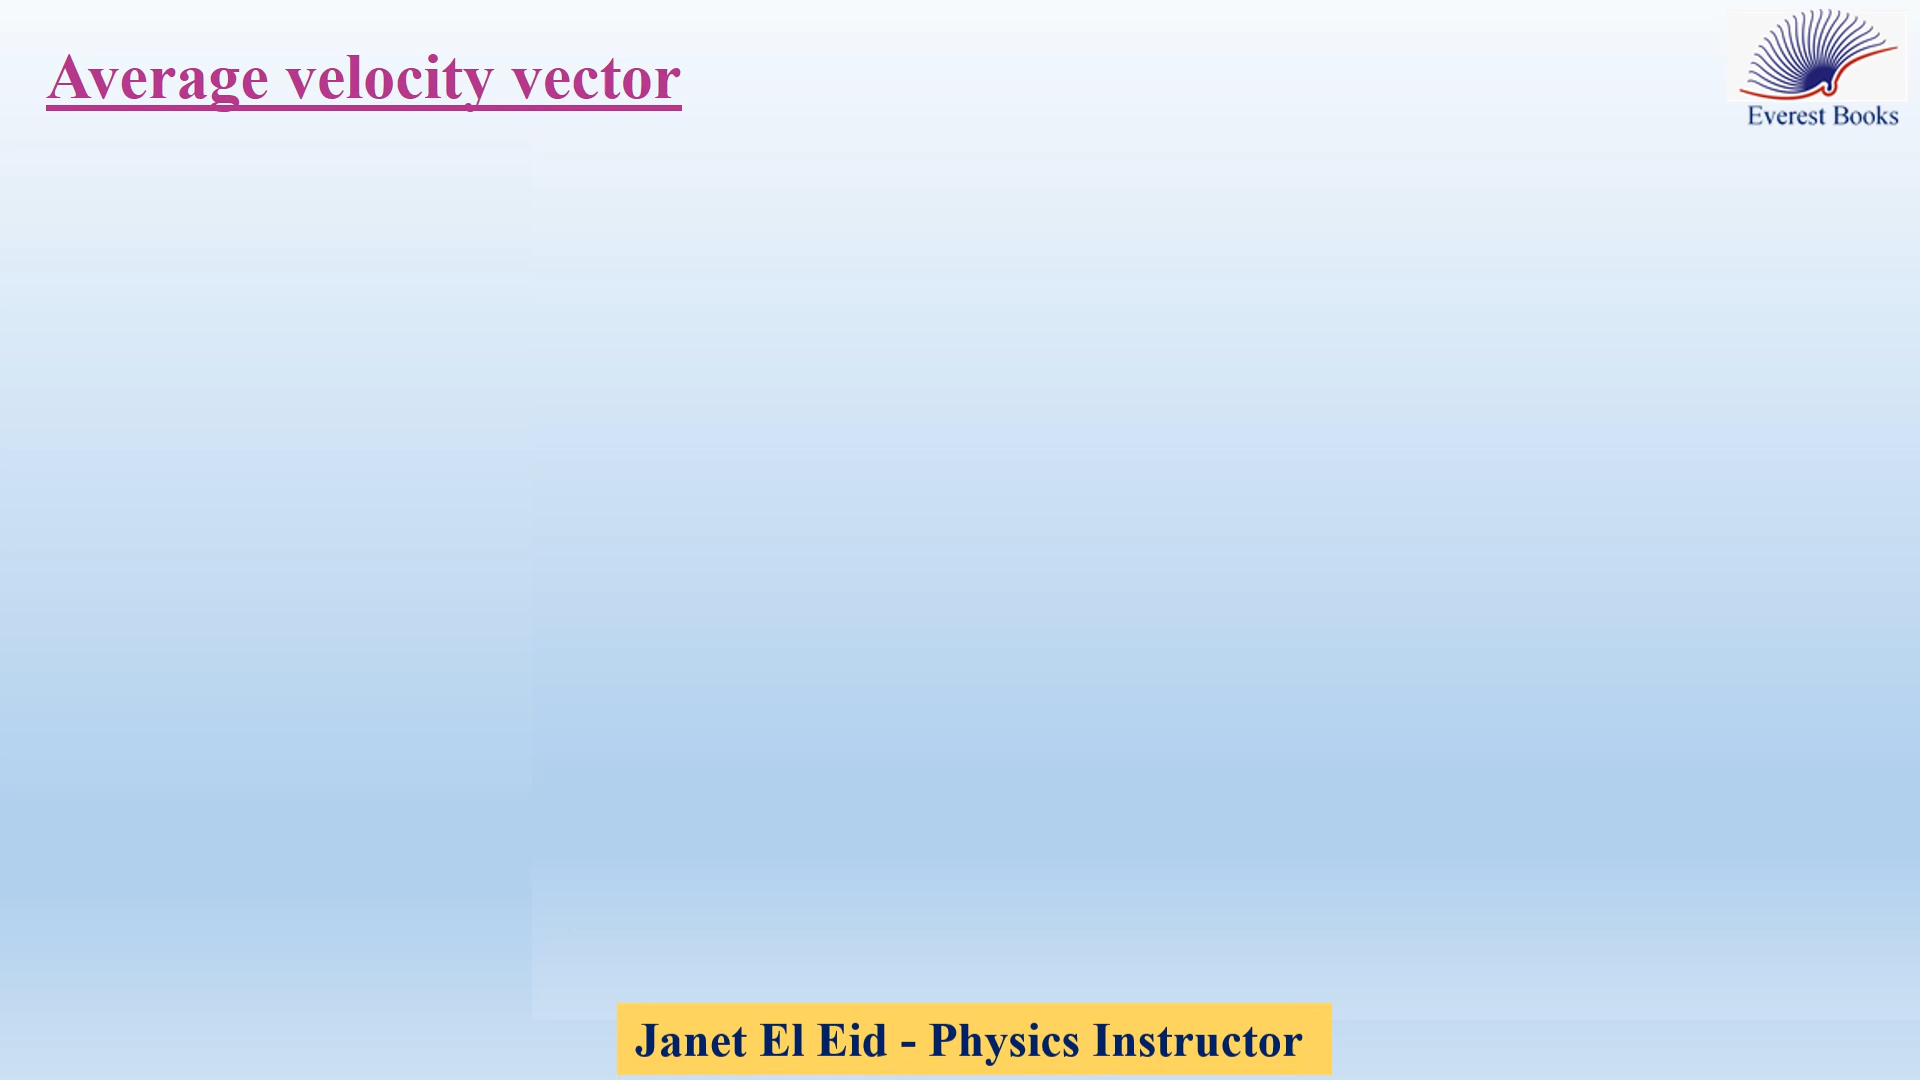 Average velocity vector
Everest Books
Janet El Eid - Physics Instructor